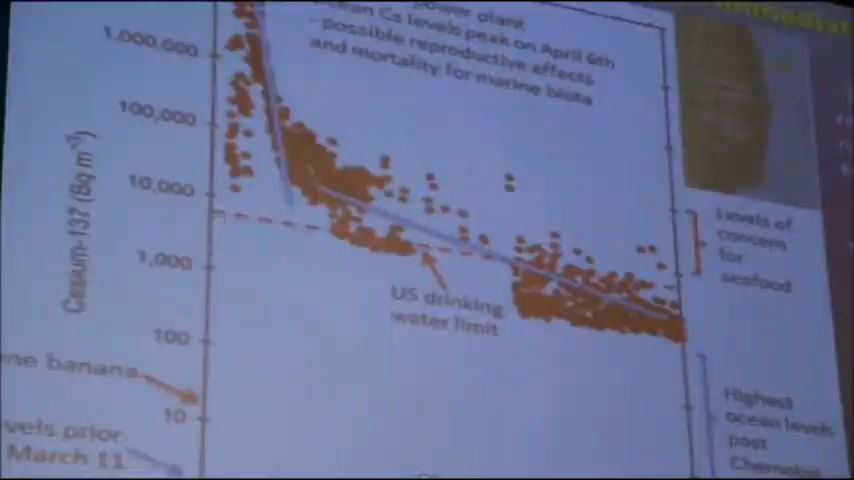 power plant
ocean Cs levels peak on April 6th
- possible reproductive effects
and mortality for marine biota
1,000,000
100,000
10,000
1,000
100
10
Cesium-137 (Bq m-3)
US drinking
water limit
one banana
levels prior
March 11
Levels of
concern
for
seafood
Highest
ocean levels
post
Chernobyl